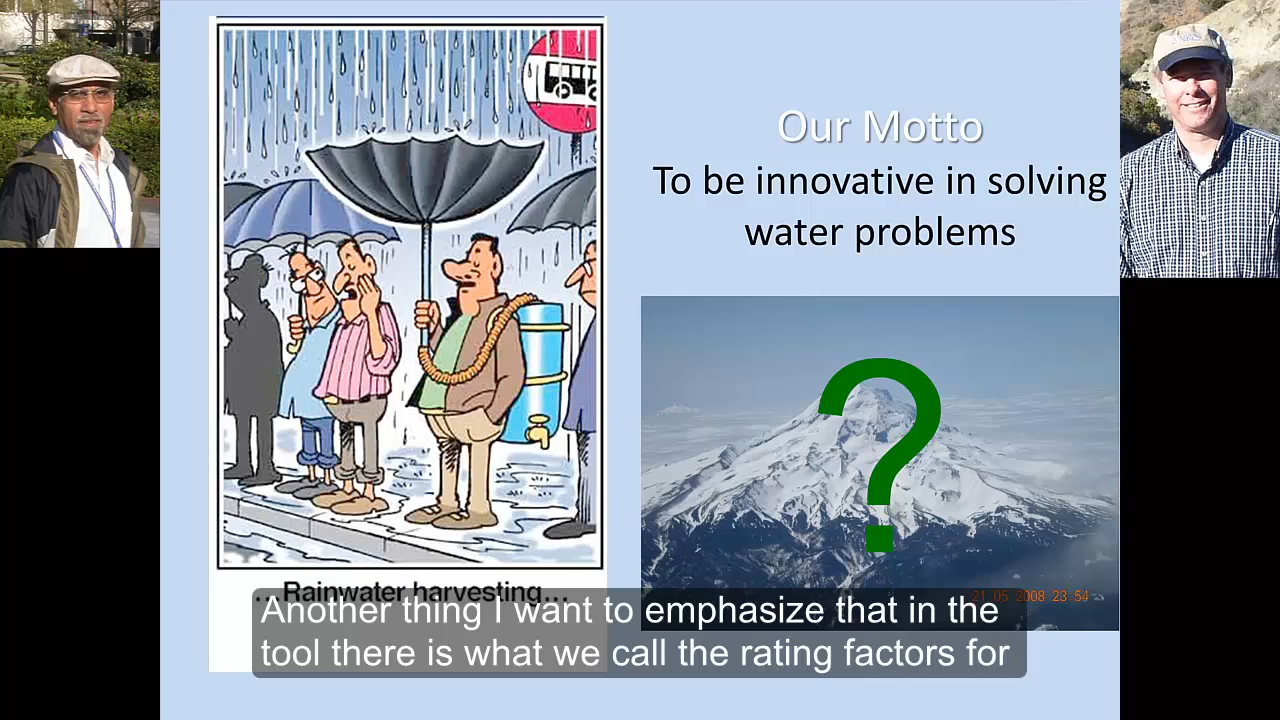 Our Motto
To be innovative in solving
water problems
...Rainwater harvesting...
21 05 2008 23:54
Another thing I want to emphasize that in the
tool there is what we call the rating factors for